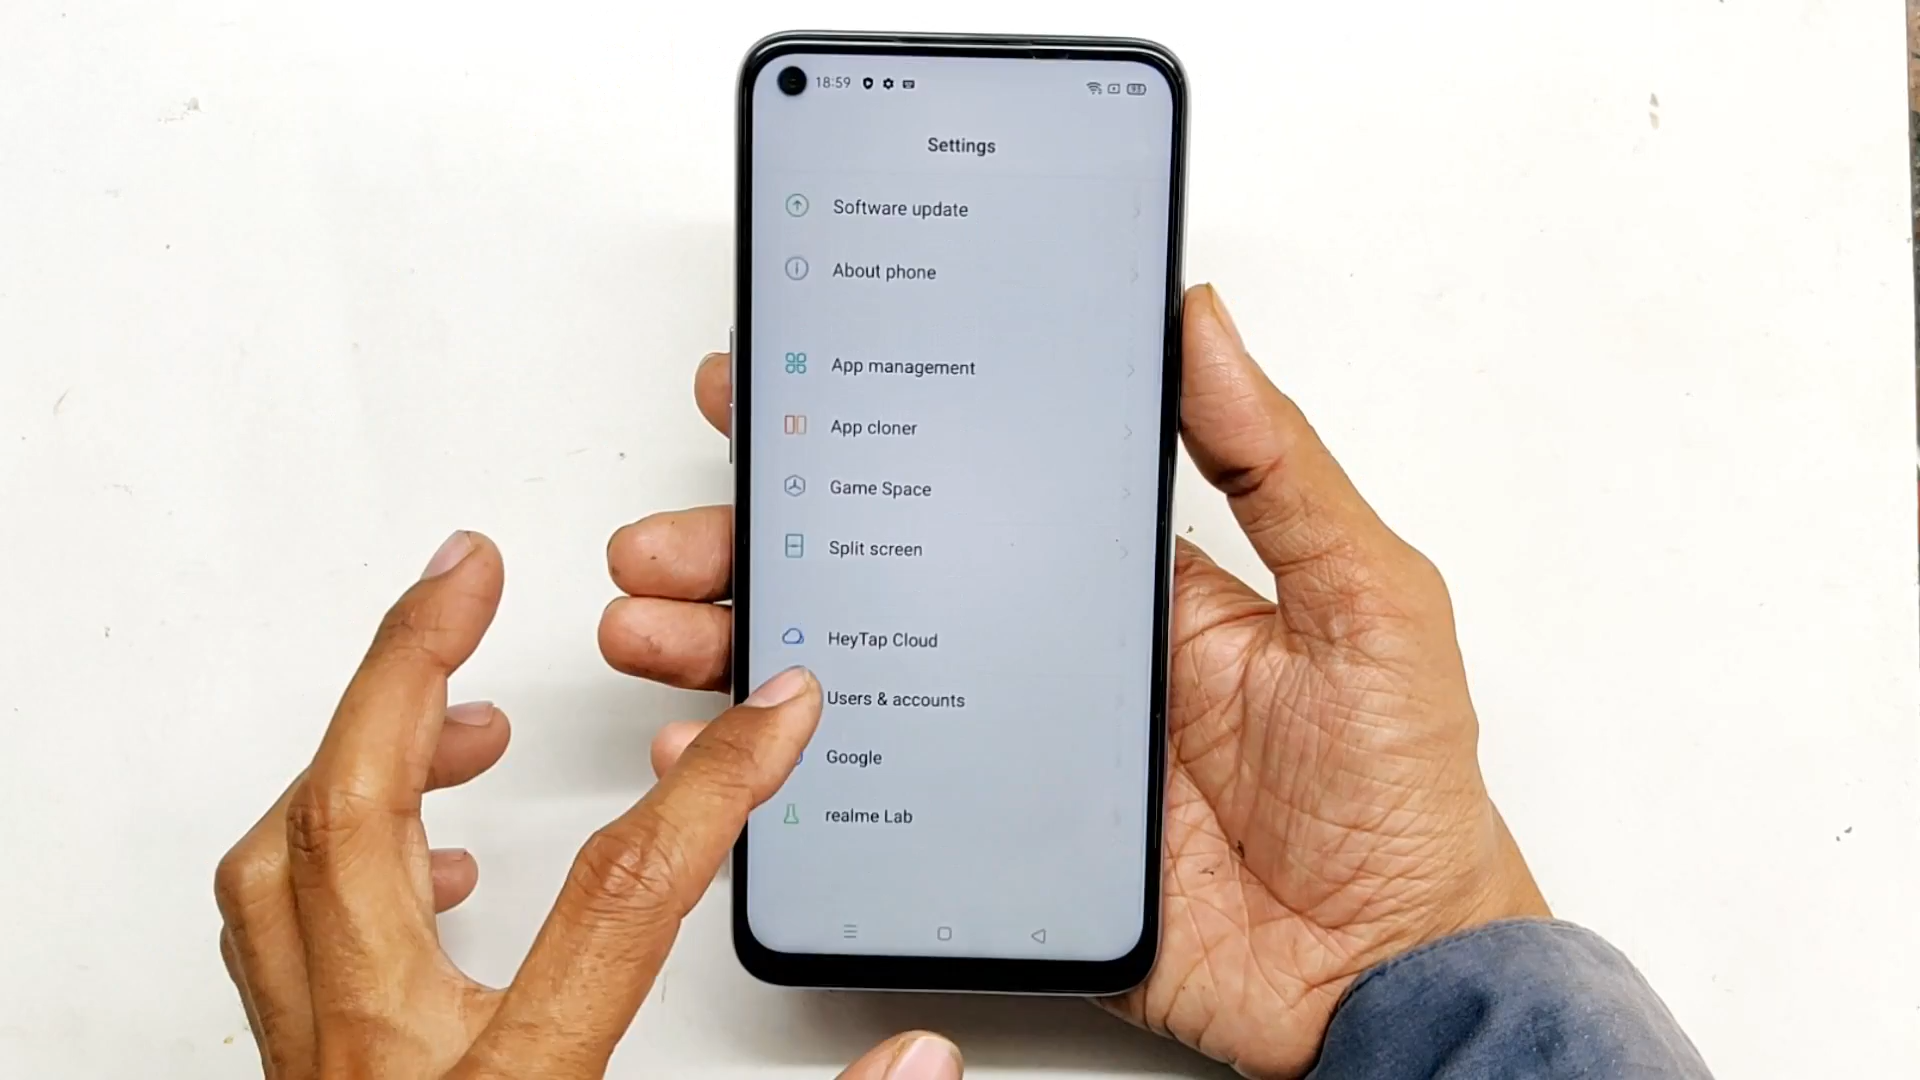 18:59
Settings
Software update
About phone
App management
App cloner
Game Space
Split screen
HeyTap Cloud
Users & accounts
Google
realme Lab